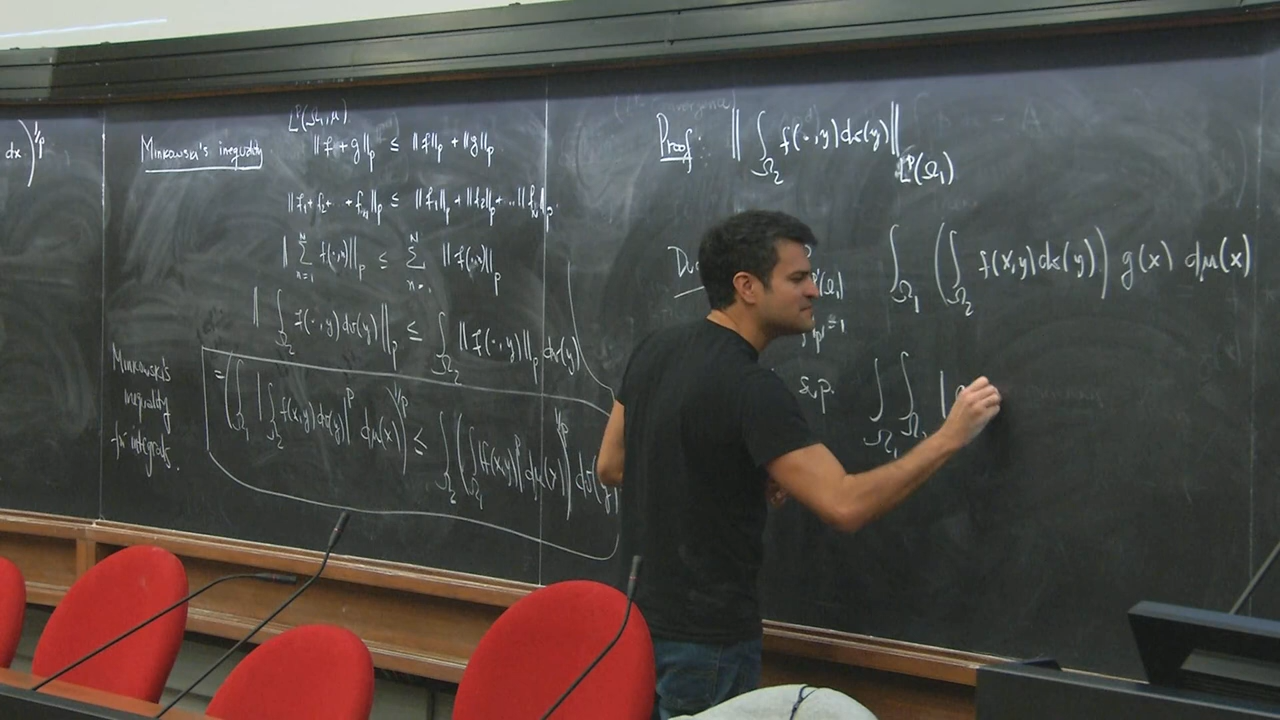 dx)^{1/p}
Minkowski's inequality
L^p(Ω,μ)
‖f+g‖_p ≤ ‖f‖_p + ‖g‖_p
‖f_1+f_2+...+f_N‖_p ≤ ‖f_1‖_p + ‖f_2‖_p + ...‖f_N‖_p
‖∑_{n=1}^N f(·,n)‖_p ≤ ∑_{n=1}^N ‖f(·,n)‖_p
‖∫_{Ω_2} f(·,y)dσ(y)‖_p ≤ ∫_{Ω_2} ‖f(·,y)‖_p dσ(y)
Minkowski's inequality for integrals.
=(∫_{Ω_1} |∫_{Ω_2} f(x,y)dσ(y)|^p dμ(x))^{1/p} ≤ ∫_{Ω_2} (∫_{Ω_1} |f(x,y)|^p dμ(x))^{1/p} dσ(y)
Proof: ‖∫_{Ω_2} f(·,y)dσ(y)‖_{L^p(Ω_1)}
∫_{Ω_1} (∫_{Ω_2} f(x,y)dσ(y)) g(x) dμ(x)
∫_{Ω_1} ∫_{Ω_2} |